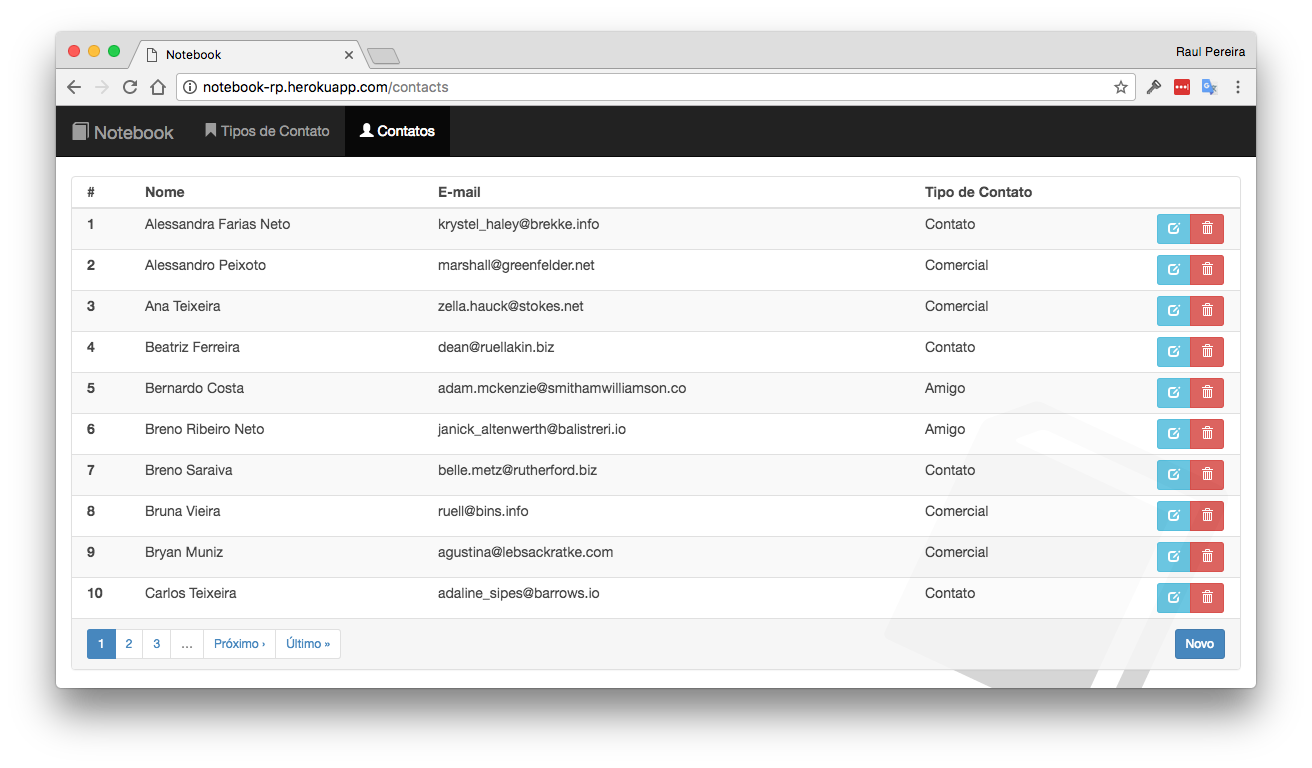 Notebook
Raul Pereira
notebook-rp.herokuapp.com/contacts
Notebook Tipos de Contato Contatos
# Nome E-mail Tipo de Contato
1 Alessandra Farias Neto krystel_haley@brekke.info Contato
2 Alessandro Peixoto marshall@greenfelder.net Comercial
3 Ana Teixeira zella.hauck@stokes.net Comercial
4 Beatriz Ferreira dean@ruellakin.biz Contato
5 Bernardo Costa adam.mckenzie@smithamwilliamson.co Amigo
6 Breno Ribeiro Neto janick_altenwerth@balistreri.io Amigo
7 Breno Saraiva belle.metz@rutherford.biz Contato
8 Bruna Vieira ruell@bins.info Comercial
9 Bryan Muniz agustina@lebsackratke.com Comercial
10 Carlos Teixeira adaline_sipes@barrows.io Contato
1 2 3 ... Próximo › Último » Novo